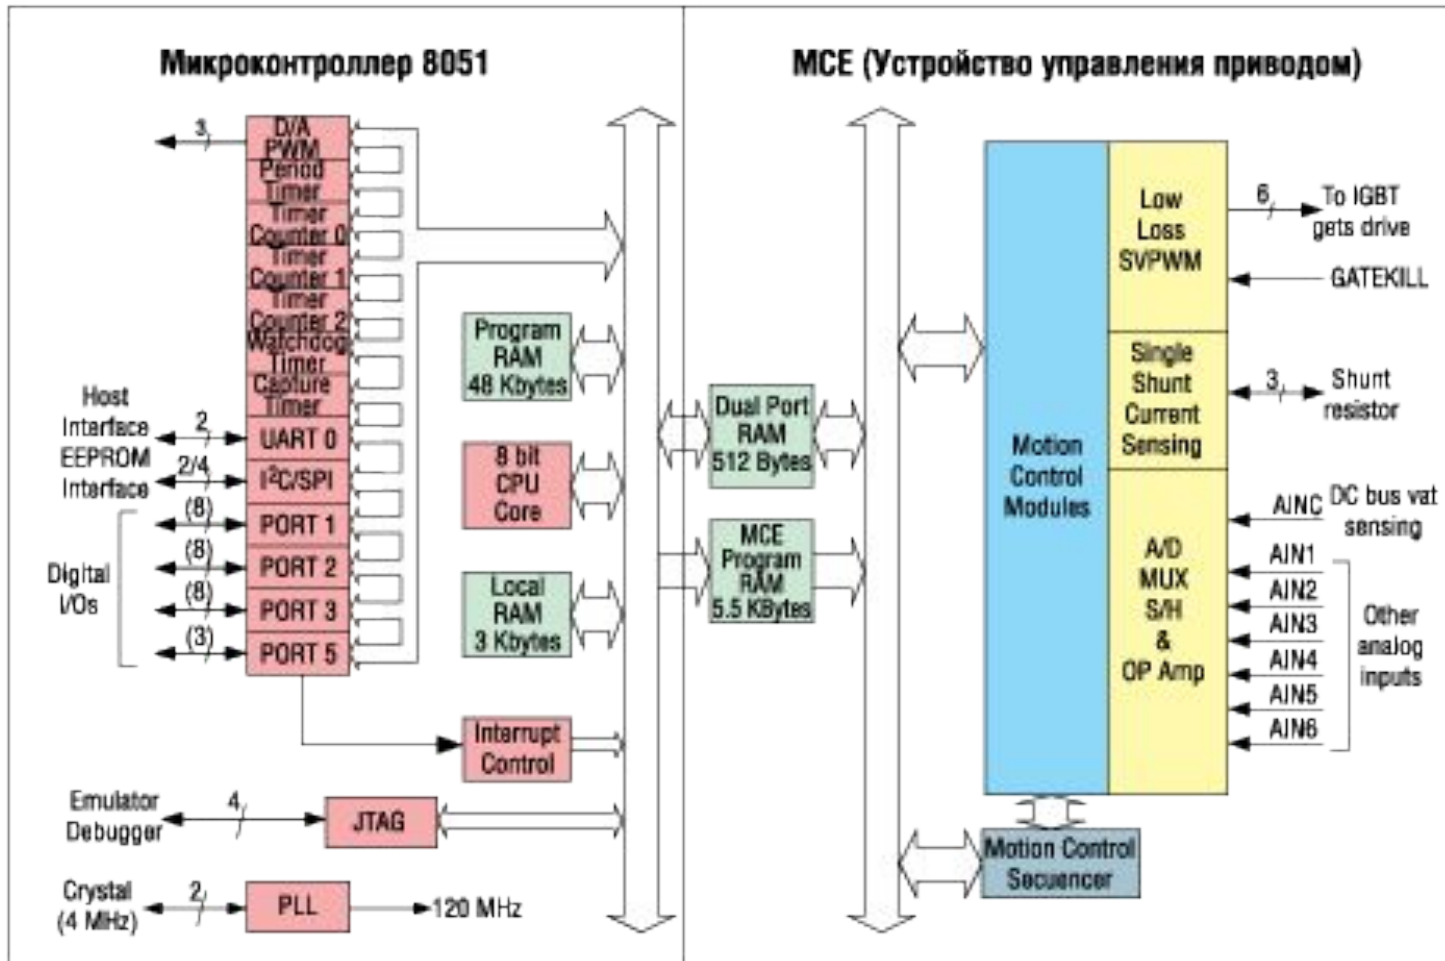 Микроконтроллер 8051
MCE (Устройство управления приводом)
3
D/A
PWM
Period
Timer
Timer
Counter 0
Timer
Counter 1
Timer
Counter 2
Watchdog
Timer
Capture
Timer
UART 0
I²C/SPI
PORT 1
PORT 2
PORT 3
PORT 5
Host
Interface
EEPROM
Interface
2
2/4
(8)
(8)
(8)
(3)
Digital
I/Os
Program
RAM
48 Kbytes
8 bit
CPU
Core
Local
RAM
3 Kbytes
Interrupt
Control
Emulator
Debugger
4
JTAG
Crystal
(4 MHz)
2
PLL
120 MHz
Dual Port
RAM
512 Bytes
MCE
Program
RAM
5.5 KBytes
Motion
Control
Modules
Low
Loss
SVPWM
Single
Shunt
Current
Sensing
A/D
MUX
S/H
&
OP Amp
6
To IGBT
gets drive
GATEKILL
3
Shunt
resistor
AINC
DC bus vat
sensing
AIN1
AIN2
AIN3
AIN4
AIN5
AIN6
Other
analog
inputs
Motion Control
Secuencer